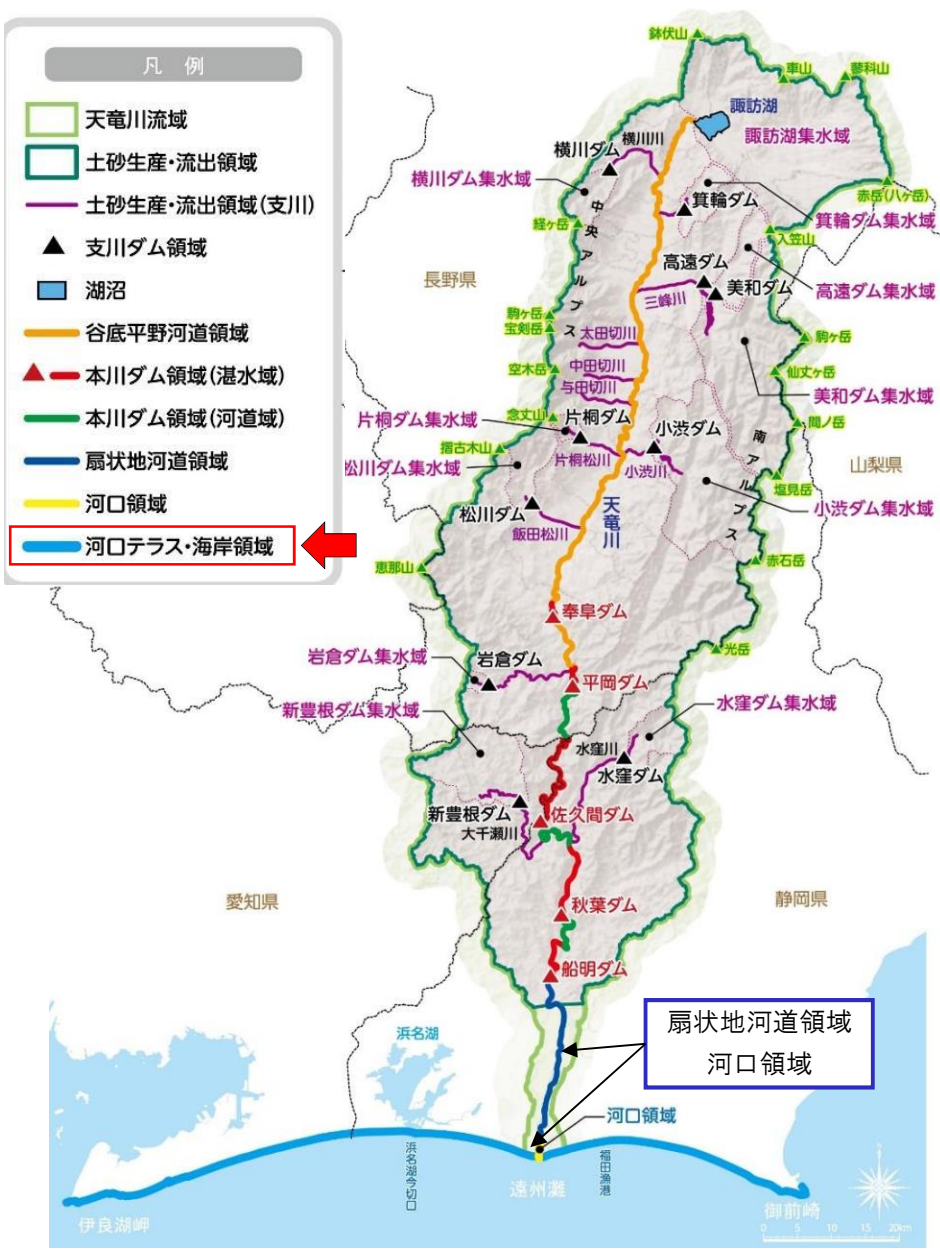 凡 例
天竜川流域
土砂生産・流出領域
土砂生産・流出領域(支川)
支川ダム領域
湖沼
谷底平野河道領域
本川ダム領域(湛水域)
本川ダム領域(河道域)
扇状地河道領域
河口領域
河口テラス・海岸領域
鉢伏山
車山
蓼科山
諏訪湖
諏訪湖集水域
横川川
横川ダム
横川ダム集水域
赤岳(八ヶ岳)
箕輪ダム
箕輪ダム集水域
中央アルプス
経ヶ岳
入笠山
長野県
高遠ダム
美和ダム
高遠ダム集水域
三峰川
駒ヶ岳
宝剣岳
太田切川
駒ヶ岳
空木岳
中田切川
仙丈ヶ岳
与田切川
美和ダム集水域
念丈山
片桐ダム集水域
片桐ダム
小渋ダム
間ノ岳
南アルプス
摺古木山
片桐松川
小渋川
山梨県
松川ダム集水域
塩見岳
松川ダム
天竜川
小渋ダム集水域
飯田松川
恵那山
赤石岳
泰阜ダム
光岳
岩倉ダム集水域
岩倉ダム
平岡ダム
新豊根ダム集水域
水窪ダム集水域
水窪川
水窪ダム
新豊根ダム
佐久間ダム
大千瀬川
愛知県
静岡県
秋葉ダム
船明ダム
扇状地河道領域
河口領域
浜名湖
河口領域
浜名湖今切口
遠州灘
福田漁港
伊良湖岬
御前崎
0 5 10 15 20km